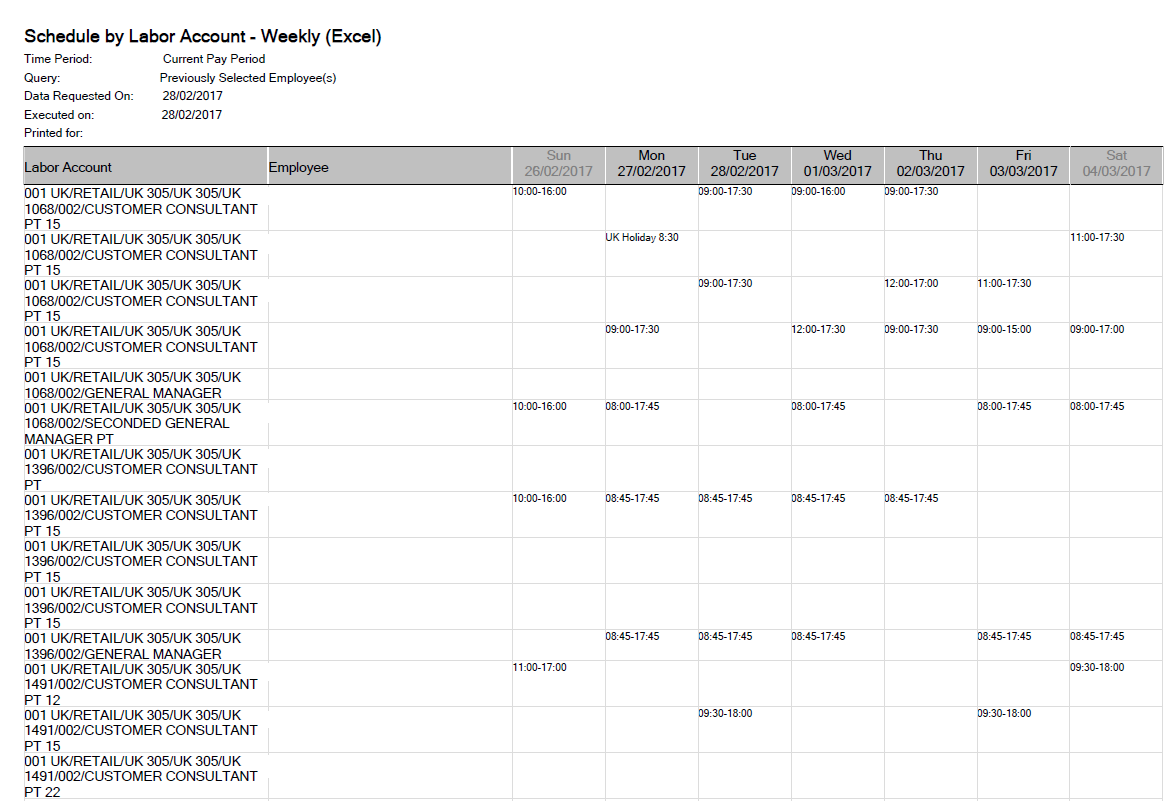 Schedule by Labor Account - Weekly (Excel)
Time Period: Current Pay Period
Query: Previously Selected Employee(s)
Data Requested On: 28/02/2017
Executed on: 28/02/2017
Printed for:
Labor Account Employee Sun 26/02/2017 Mon 27/02/2017 Tue 28/02/2017 Wed 01/03/2017 Thu 02/03/2017 Fri 03/03/2017 Sat 04/03/2017
001 UK/RETAIL/UK 305/UK 305/UK 10:00-16:00 09:00-17:30 09:00-16:00 09:00-17:30
1068/002/CUSTOMER CONSULTANT
PT 15
001 UK/RETAIL/UK 305/UK 305/UK UK Holiday 8:30 11:00-17:30
1068/002/CUSTOMER CONSULTANT
PT 15
001 UK/RETAIL/UK 305/UK 305/UK 09:00-17:30 12:00-17:00 11:00-17:30
1068/002/CUSTOMER CONSULTANT
PT 15
001 UK/RETAIL/UK 305/UK 305/UK 09:00-17:30 12:00-17:30 09:00-17:30 09:00-15:00 09:00-17:00
1068/002/CUSTOMER CONSULTANT
PT 15
001 UK/RETAIL/UK 305/UK 305/UK
1068/002/GENERAL MANAGER
001 UK/RETAIL/UK 305/UK 305/UK 10:00-16:00 08:00-17:45 08:00-17:45 08:00-17:45 08:00-17:45
1068/002/SECONDED GENERAL
MANAGER PT
001 UK/RETAIL/UK 305/UK 305/UK
1396/002/CUSTOMER CONSULTANT
PT
001 UK/RETAIL/UK 305/UK 305/UK 10:00-16:00 08:45-17:45 08:45-17:45 08:45-17:45 08:45-17:45
1396/002/CUSTOMER CONSULTANT
PT 15
001 UK/RETAIL/UK 305/UK 305/UK
1396/002/CUSTOMER CONSULTANT
PT 15
001 UK/RETAIL/UK 305/UK 305/UK
1396/002/CUSTOMER CONSULTANT
PT 15
001 UK/RETAIL/UK 305/UK 305/UK 08:45-17:45 08:45-17:45 08:45-17:45 08:45-17:45 08:45-17:45
1396/002/GENERAL MANAGER
001 UK/RETAIL/UK 305/UK 305/UK 11:00-17:00 09:30-18:00
1491/002/CUSTOMER CONSULTANT
PT 12
001 UK/RETAIL/UK 305/UK 305/UK 09:30-18:00 09:30-18:00
1491/002/CUSTOMER CONSULTANT
PT 15
001 UK/RETAIL/UK 305/UK 305/UK
1491/002/CUSTOMER CONSULTANT
PT 22